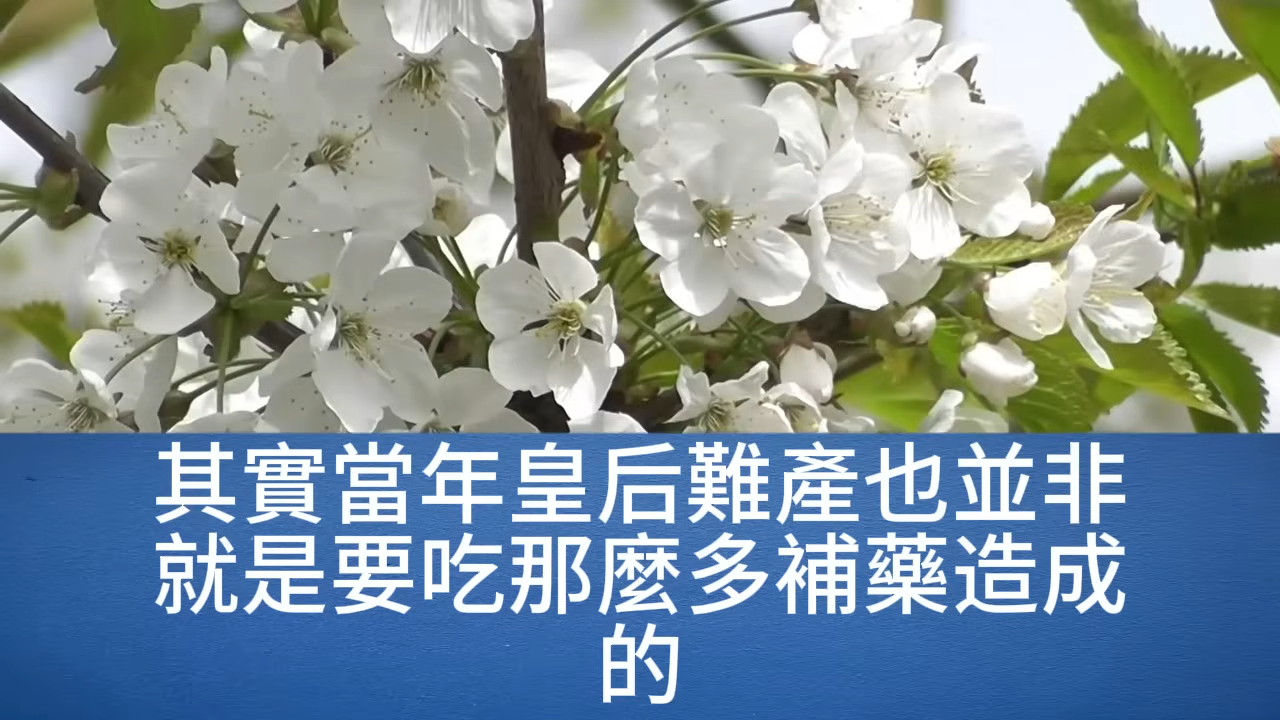 其實當年皇后難產也並非
就是要吃那麼多補藥造成
的